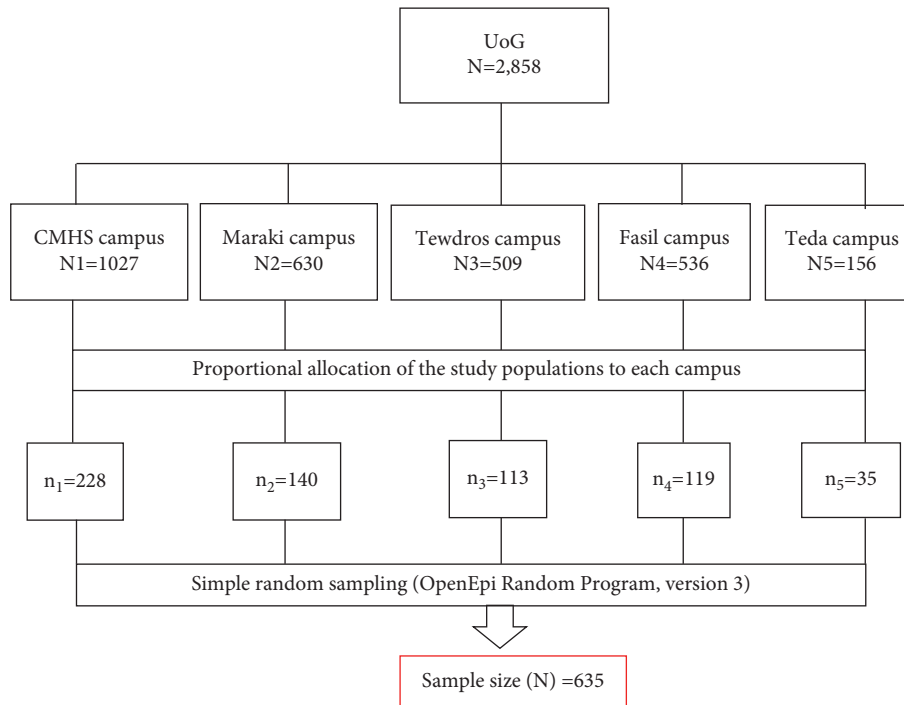 UoG
N=2,858
CMHS campus
N1=1027
Maraki campus
N2=630
Tewdros campus
N3=509
Fasil campus
N4=536
Teda campus
N5=156
Proportional allocation of the study populations to each campus
n₁=228
n₂=140
n₃=113
n₄=119
n₅=35
Simple random sampling (OpenEpi Random Program, version 3)
Sample size (N) =635